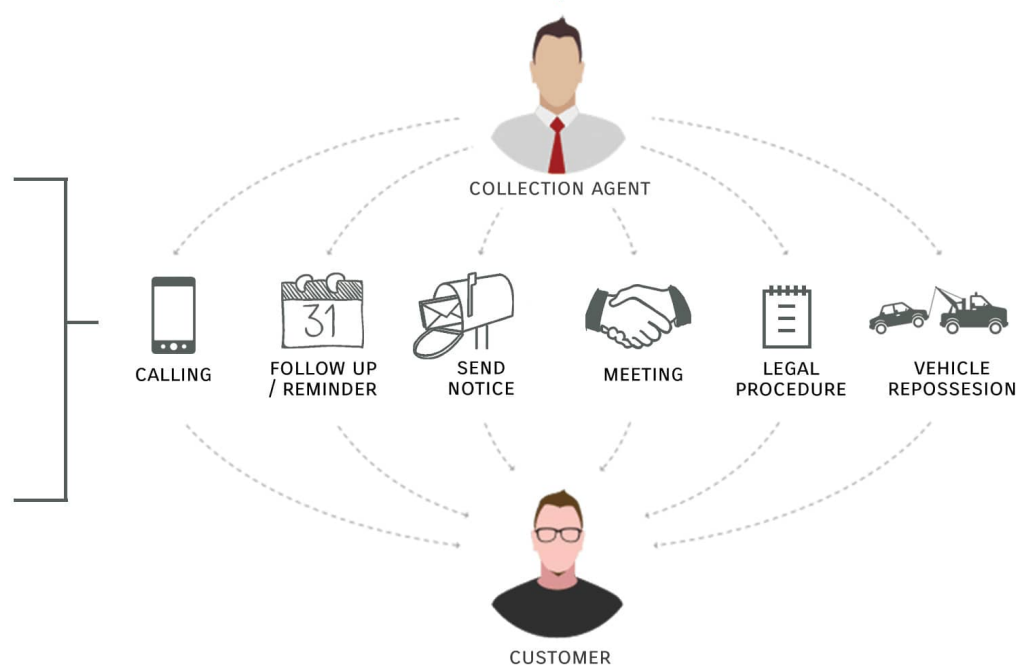 COLLECTION AGENT
CALLING
FOLLOW UP
/ REMINDER
31
SEND
NOTICE
MEETING
LEGAL
PROCEDURE
VEHICLE
REPOSSESION
CUSTOMER